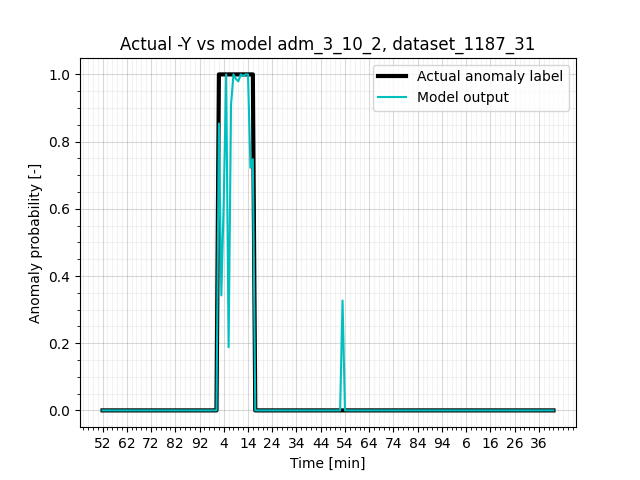 Actual -Y vs model adm_3_10_2, dataset_1187_31
Actual anomaly label
Model output
Anomaly probability [-]
1.0
0.8
0.6
0.4
0.2
0.0
52 62 72 82 92 4 14 24 34 44 54 64 74 84 94 6 16 26 36
Time [min]